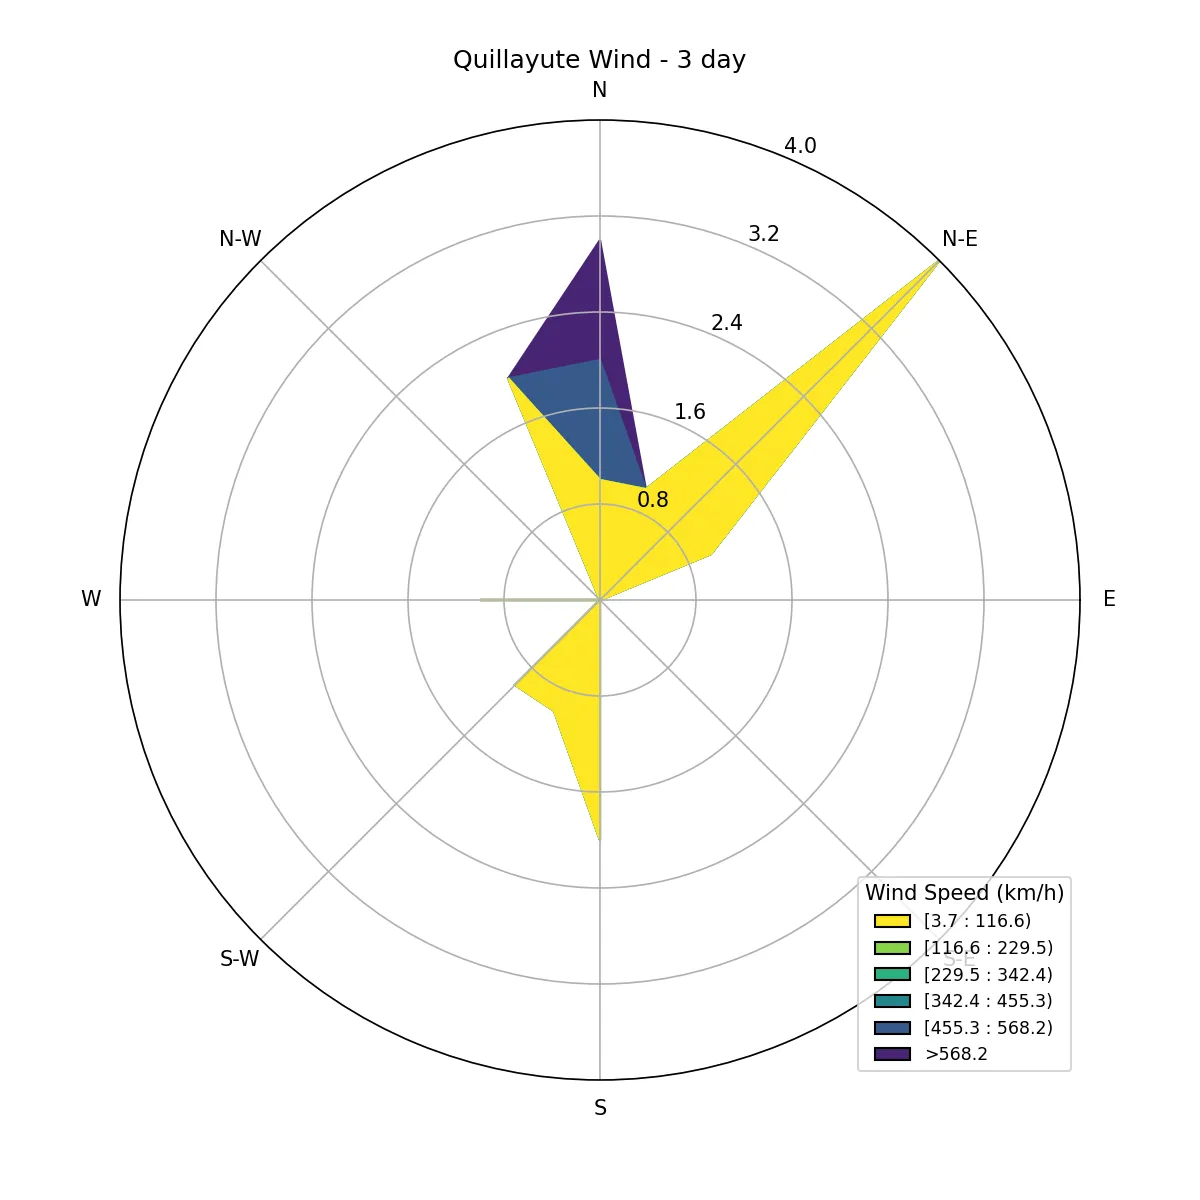 Quillayute Wind - 3 day
N
4.0
3.2
N-W
N-E
2.4
1.6
0.8
W
E
Wind Speed (km/h)
[3.7 : 116.6)
[116.6 : 229.5)
S-W
S-E
[229.5 : 342.4)
[342.4 : 455.3)
[455.3 : 568.2)
>568.2
S